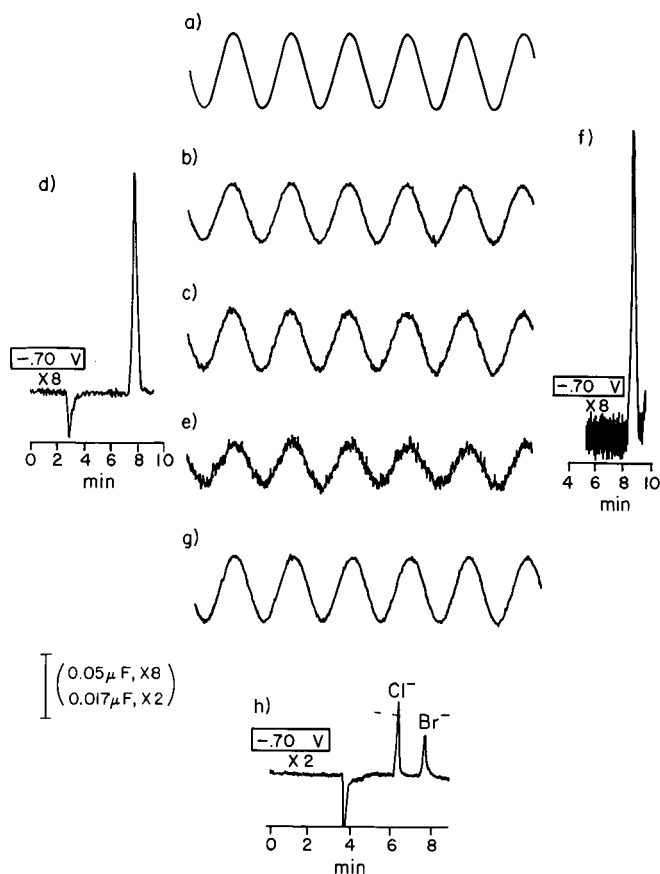 a)
b)
c)
d)
-.70 V
X8
0 2 4 6 8 10
min
e)
f)
-.70 V
X8
4 6 8 10
min
g)
(0.05μF, X8
0.017μF, X2)
h)
Cl⁻
Br⁻
-.70 V
X2
0 2 4 6 8
min